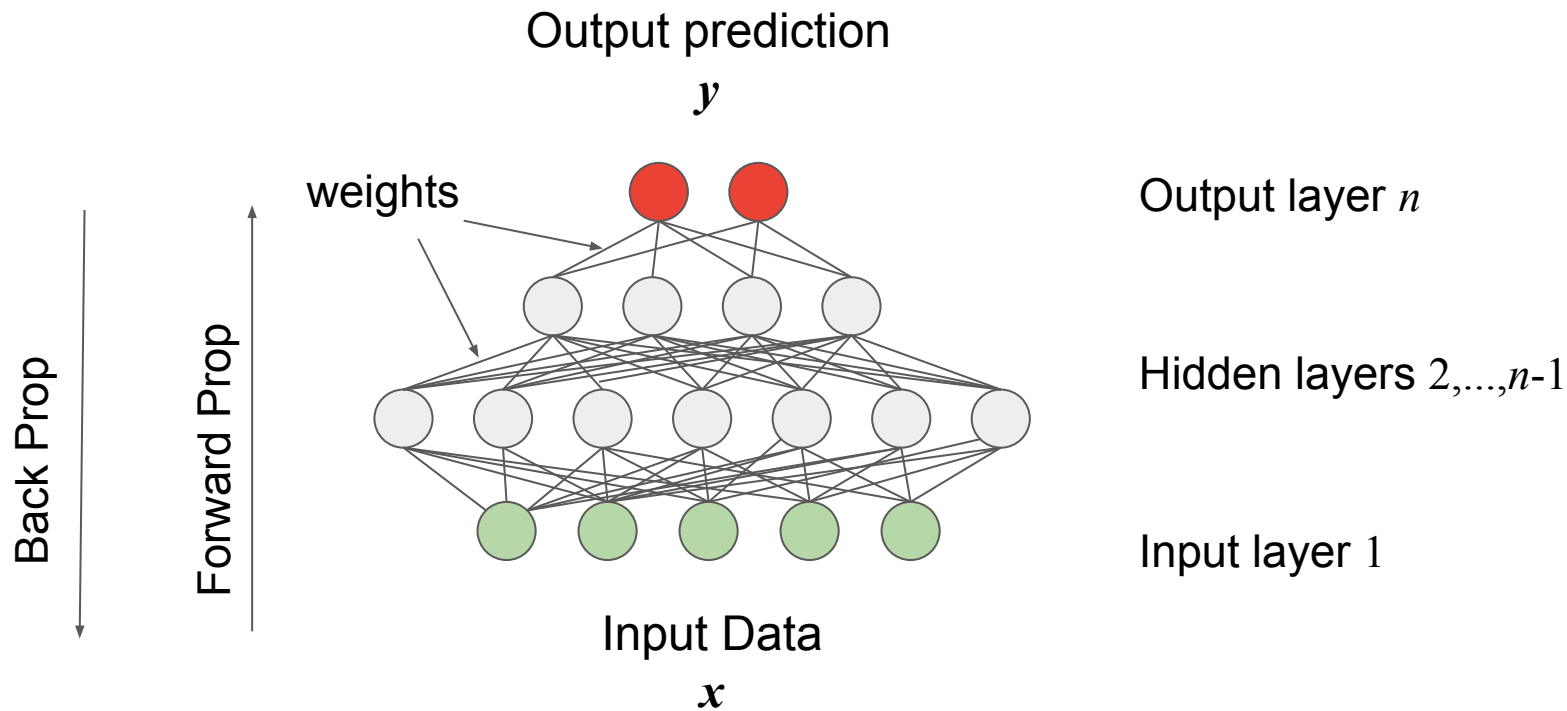 Output prediction
y
weights
Output layer n
Back Prop
Forward Prop
Hidden layers 2,...,n-1
Input layer 1
Input Data
x